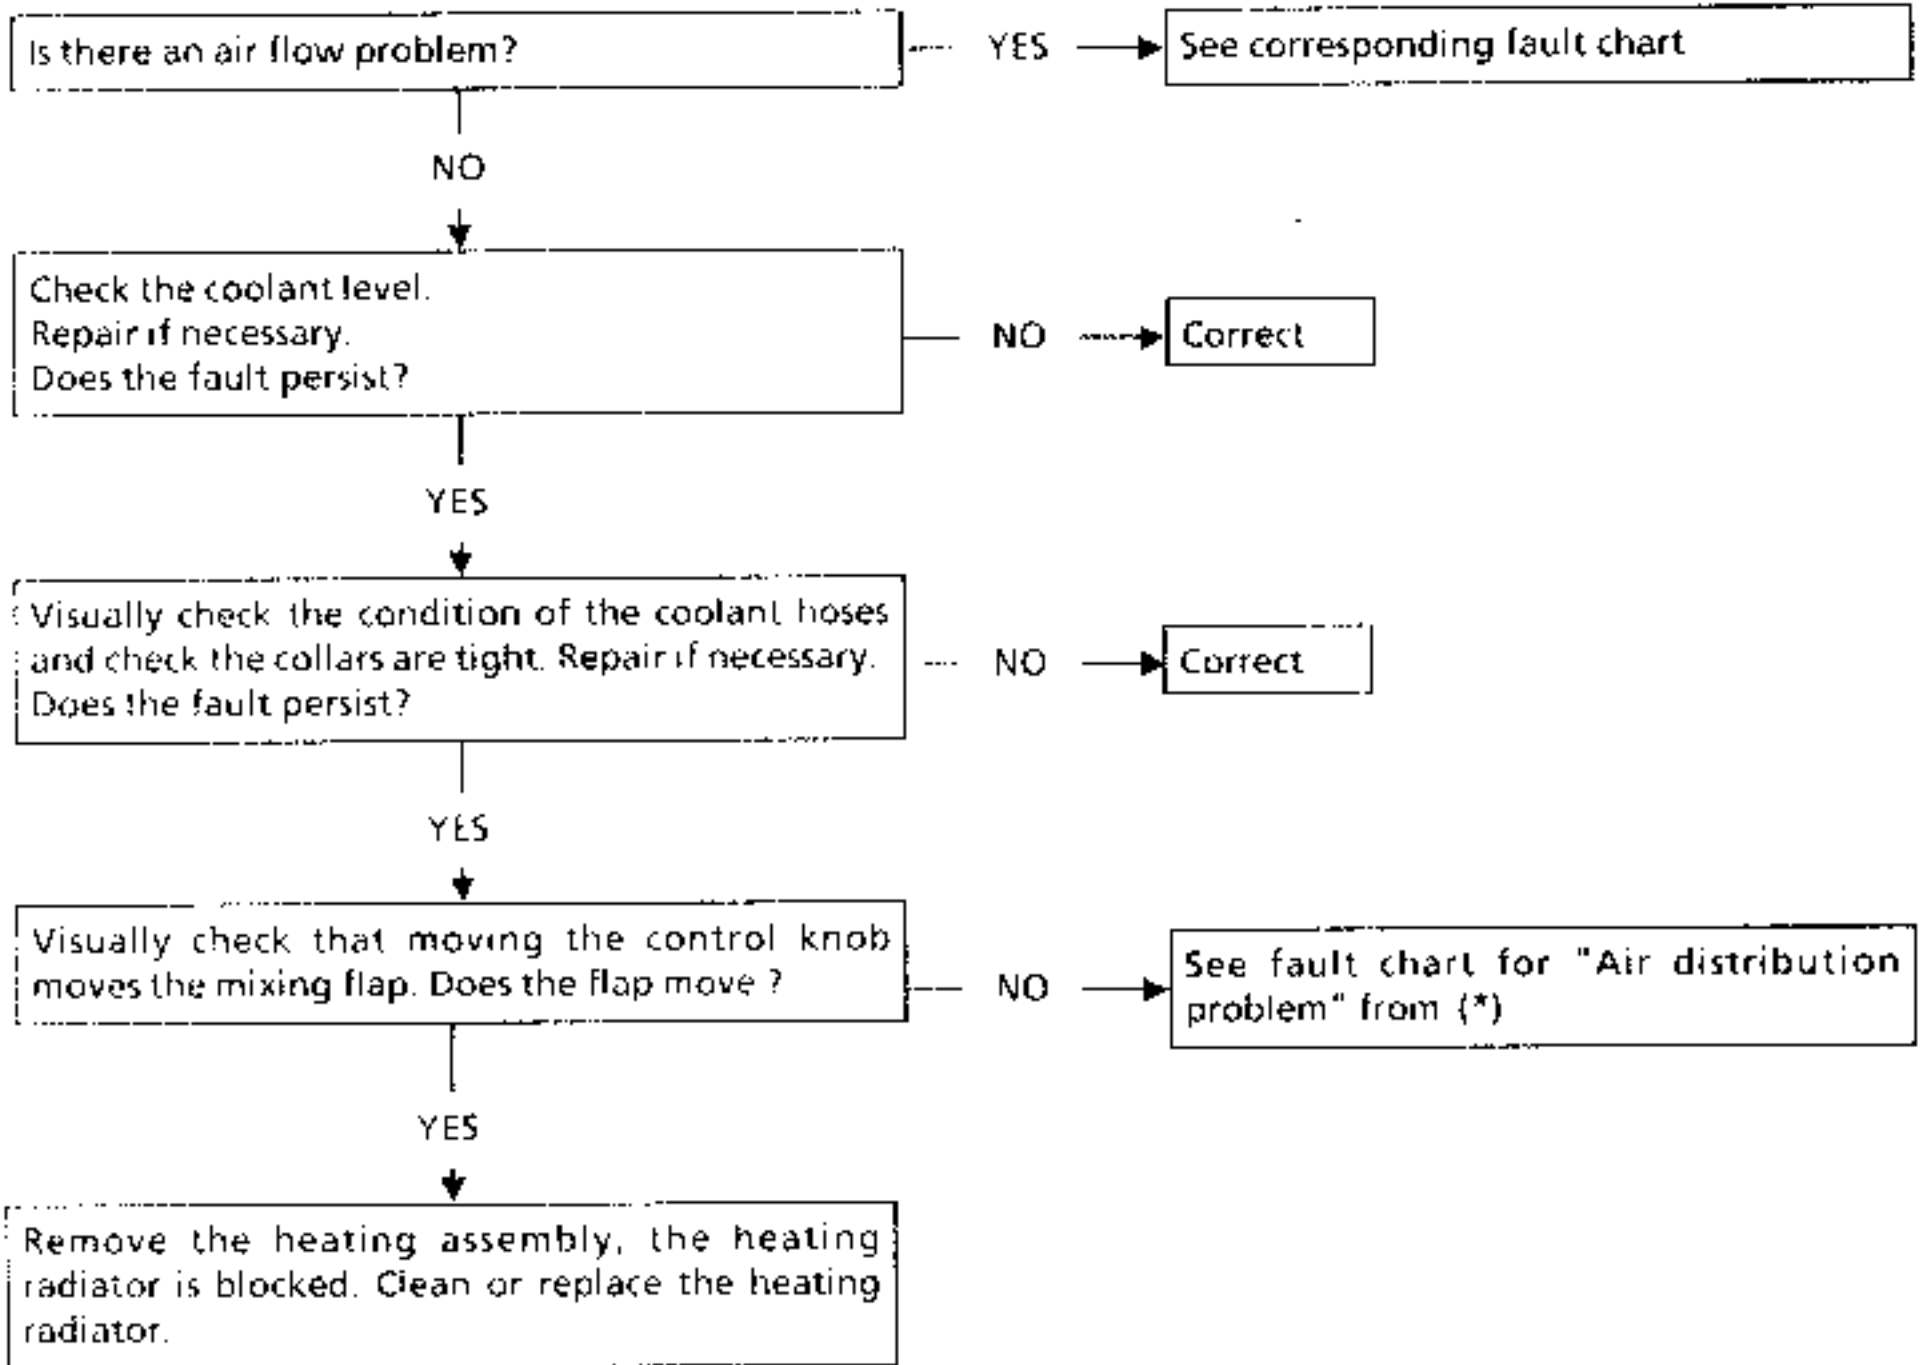 Is there an air flow problem?
YES
See corresponding fault chart
NO
Check the coolant level.
Repair if necessary.
Does the fault persist?
NO
Correct
YES
Visually check the condition of the coolant hoses
and check the collars are tight. Repair if necessary.
Does the fault persist?
NO
Correct
YES
Visually check that moving the control knob
moves the mixing flap. Does the flap move ?
NO
See fault chart for "Air distribution
problem" from (*)
YES
Remove the heating assembly, the heating
radiator is blocked. Clean or replace the heating
radiator.